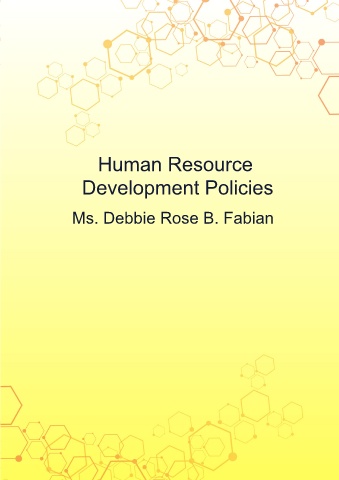 Human Resource
Development Policies
Ms. Debbie Rose B. Fabian